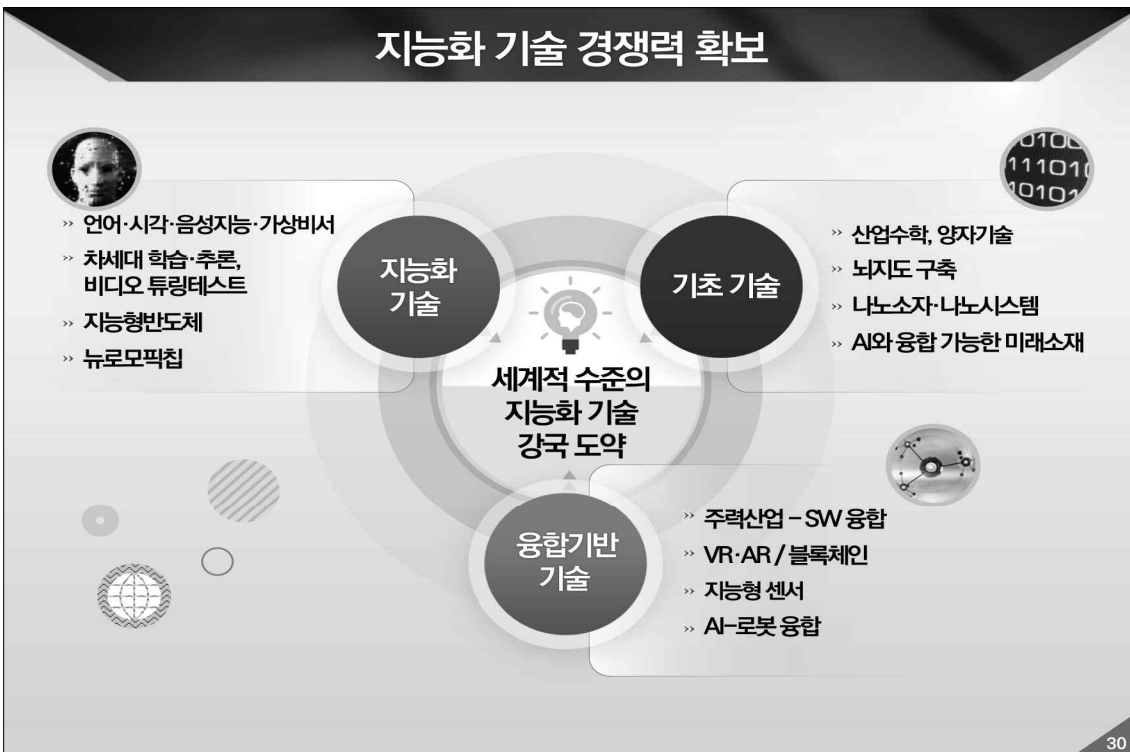 지능화 기술 경쟁력 확보
지능화
기술
» 언어·시각·음성지능·가상비서
» 차세대 학습·추론,
비디오 튜링테스트
» 지능형반도체
» 뉴로모픽칩
기초 기술
0100
111010
10101
» 산업수학, 양자기술
» 뇌지도 구축
» 나노소자·나노시스템
» AI와 융합 가능한 미래소재
세계적 수준의
지능화 기술
강국 도약
융합기반
기술
» 주력산업 – SW 융합
» VR·AR / 블록체인
» 지능형 센서
» AI–로봇 융합
30